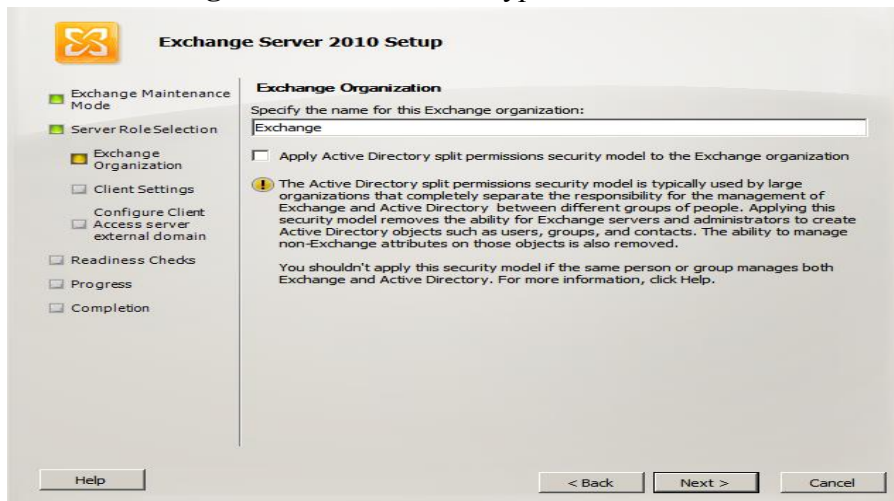 Exchange Server 2010 Setup
Exchange Maintenance
Mode
Server Role Selection
Exchange
Organization
Client Settings
Configure Client
Access server
external domain
Readiness Checks
Progress
Completion
Exchange Organization
Specify the name for this Exchange organization:
Exchange
Apply Active Directory split permissions security model to the Exchange organization
The Active Directory split permissions security model is typically used by large
organizations that completely separate the responsibility for the management of
Exchange and Active Directory between different groups of people. Applying this
security model removes the ability for Exchange servers and administrators to create
Active Directory objects such as users, groups, and contacts. The ability to manage
non-Exchange attributes on those objects is also removed.
You shouldn't apply this security model if the same person or group manages both
Exchange and Active Directory. For more information, click Help.
Help
< Back
Next >
Cancel